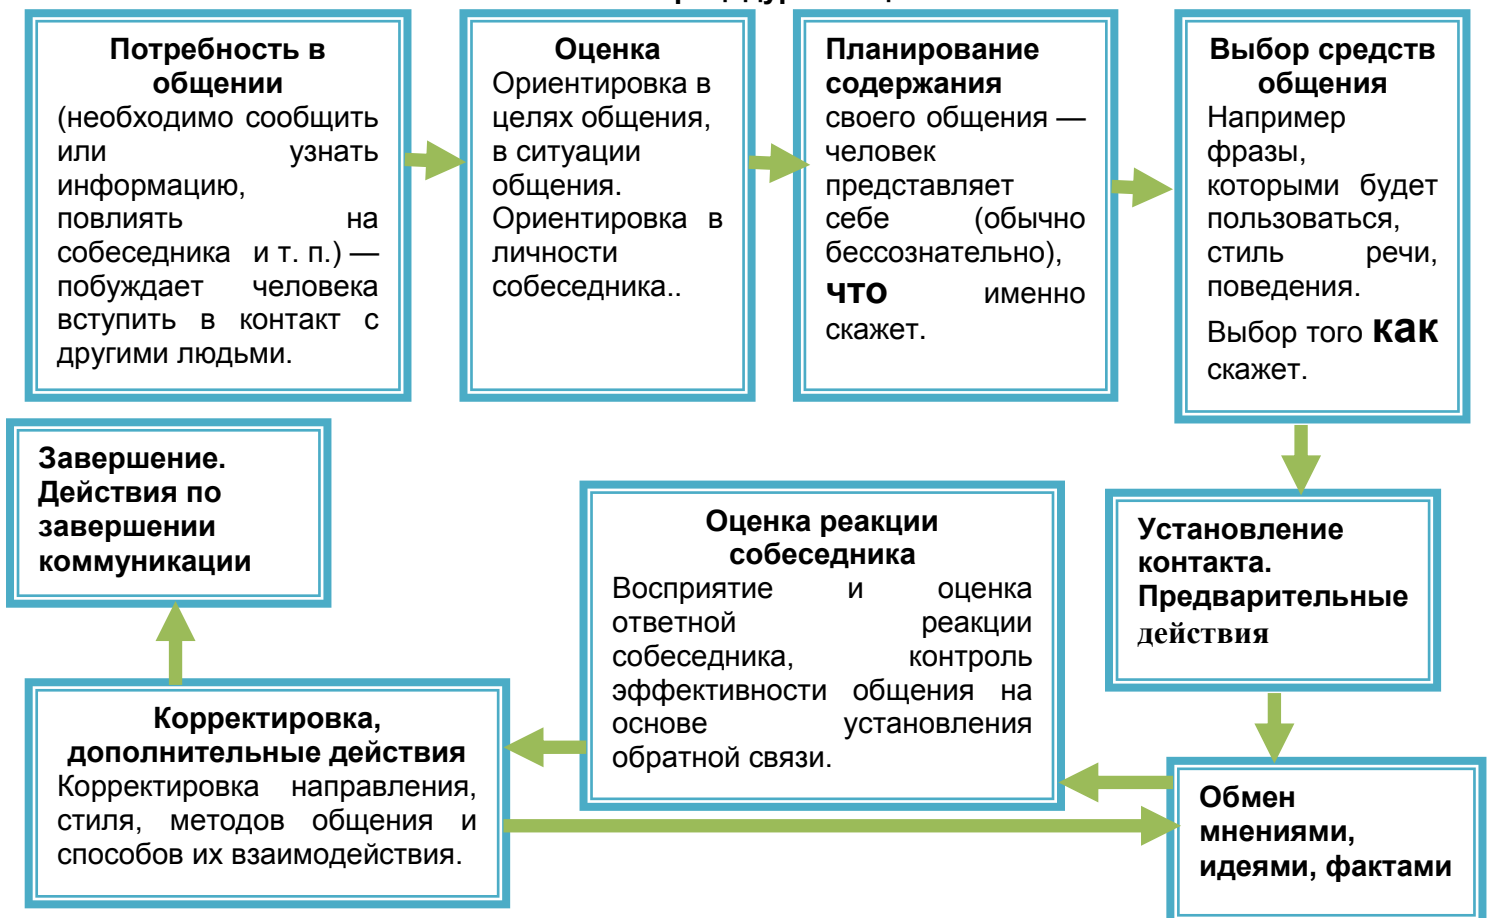 Потребность в
общении
(необходимо сообщить
или узнать
информацию,
повлиять на
собеседника и т. п.) —
побуждает человека
вступить в контакт с
другими людьми.
Оценка
Ориентировка в
целях общения,
в ситуации
общения.
Ориентировка в
личности
собеседника..
Планирование
содержания
своего общения —
человек
представляет
себе (обычно
бессознательно),
что именно
скажет.
Выбор средств
общения
Например
фразы,
которыми будет
пользоваться,
стиль речи,
поведения.
Выбор того как
скажет.
Установление
контакта.
Предварительные
действия
Обмен
мнениями,
идеями, фактами
Оценка реакции
собеседника
Восприятие и оценка
ответной реакции
собеседника, контроль
эффективности общения на
основе установления
обратной связи.
Корректировка,
дополнительные действия
Корректировка направления,
стиля, методов общения и
способов их взаимодействия.
Завершение.
Действия по
завершении
коммуникации